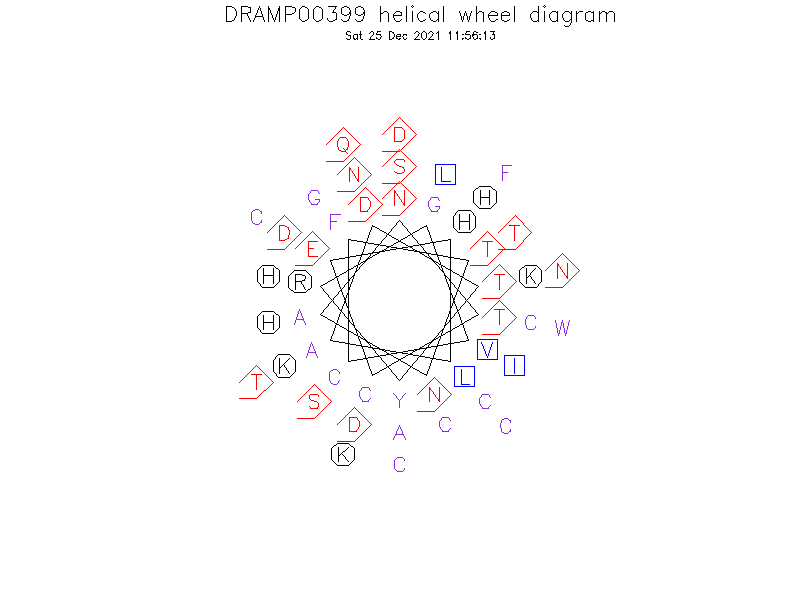 DRAMP00399 helical wheel diagram
Sat 25 Dec 2021 11:56:13
Q D
N S L F
G D N G H
C F H
D E T T
H R T K N
H A T C W
A V
K I
T C L
S C Y N C
D A C C
K C